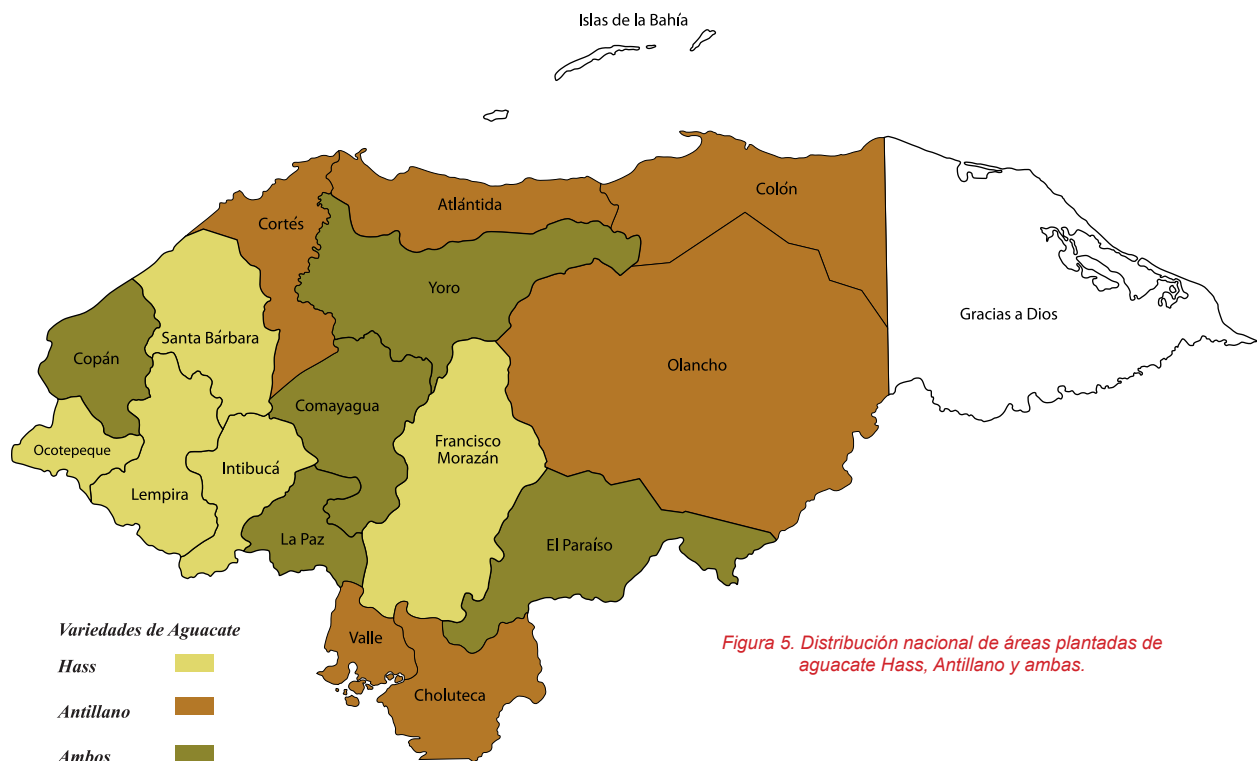 Islas de la Bahía
Colón
Atlántida
Cortés
Yoro
Gracias a Dios
Santa Bárbara
Copán
Olancho
Comayagua
Francisco
Morazán
Ocotepeque
Intibucá
Lempira
La Paz
El Paraíso
Valle
Choluteca
Variedades de Aguacate
Hass
Antillano
Ambos
Figura 5. Distribución nacional de áreas plantadas de
aguacate Hass, Antillano y ambas.